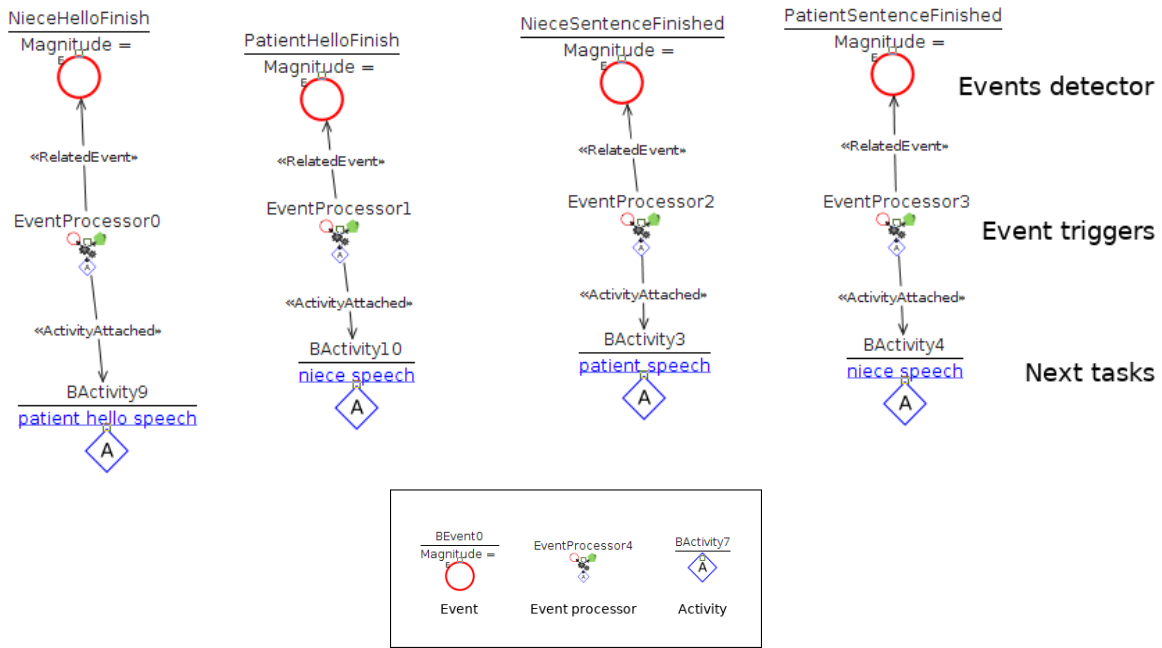 NieceHelloFinish
Magnitude =
E
PatientHelloFinish
Magnitude =
E
NieceSentenceFinished
Magnitude =
E
PatientSentenceFinished
Magnitude =
E
Events detector
«RelatedEvent»
«RelatedEvent»
«RelatedEvent»
«RelatedEvent»
EventProcessor0
A
EventProcessor1
A
EventProcessor2
A
EventProcessor3
A
Event triggers
«ActivityAttached»
«ActivityAttached»
«ActivityAttached»
«ActivityAttached»
BActivity9
patient hello speech
A
BActivity10
niece speech
A
BActivity3
patient speech
A
BActivity4
niece speech
A
Next tasks
BEvent0
Magnitude =
E
Event
EventProcessor4
A
Event processor
BActivity7
A
Activity